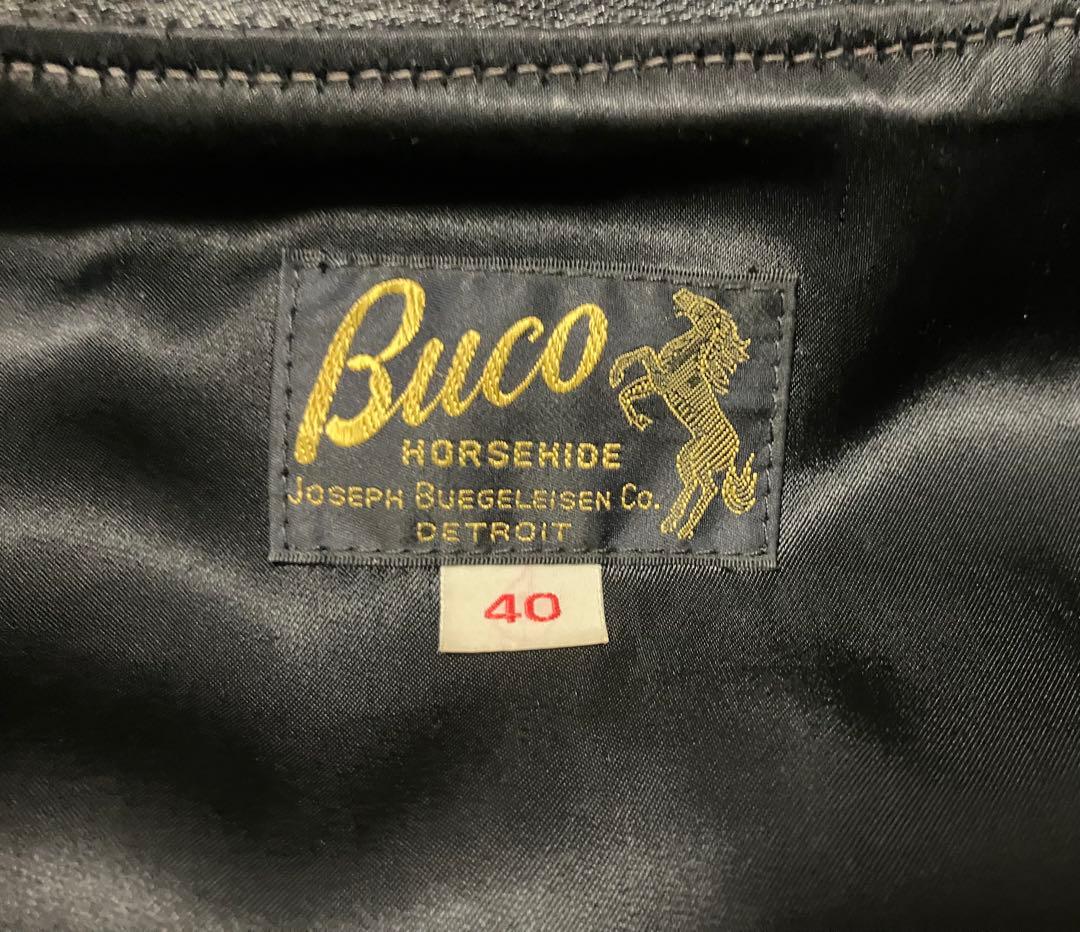 Buco
HORSEHIDE
JOSEPH BUEGELEISEN CO.
DETROIT
40